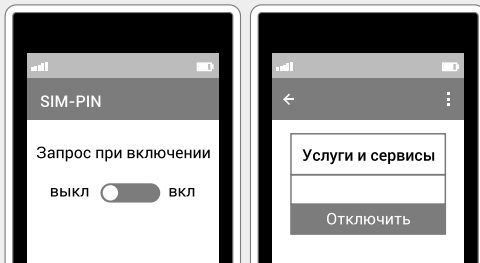 SIM-PIN
Запрос при включении
выкл вкл
Услуги и сервисы
Отключить